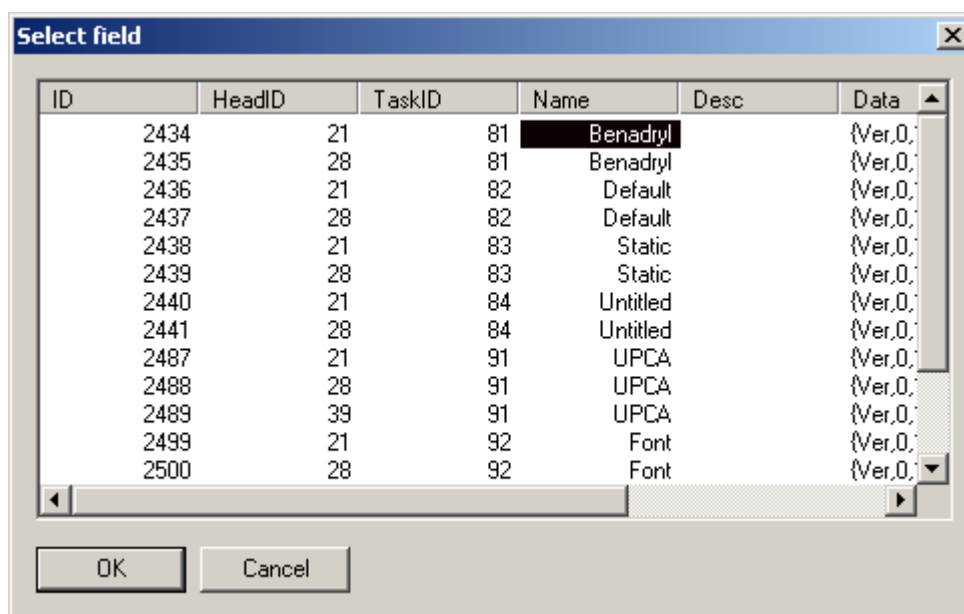 Select field
ID HeadID TaskID Name Desc Data
2434 21 81 Benadryl {Ver,0,
2435 28 81 Benadryl {Ver,0,
2436 21 82 Default {Ver,0,
2437 28 82 Default {Ver,0,
2438 21 83 Static {Ver,0,
2439 28 83 Static {Ver,0,
2440 21 84 Untitled {Ver,0,
2441 28 84 Untitled {Ver,0,
2487 21 91 UPCA {Ver,0,
2488 28 91 UPCA {Ver,0,
2489 39 91 UPCA {Ver,0,
2499 21 92 Font {Ver,0,
2500 28 92 Font {Ver,0,
OK Cancel